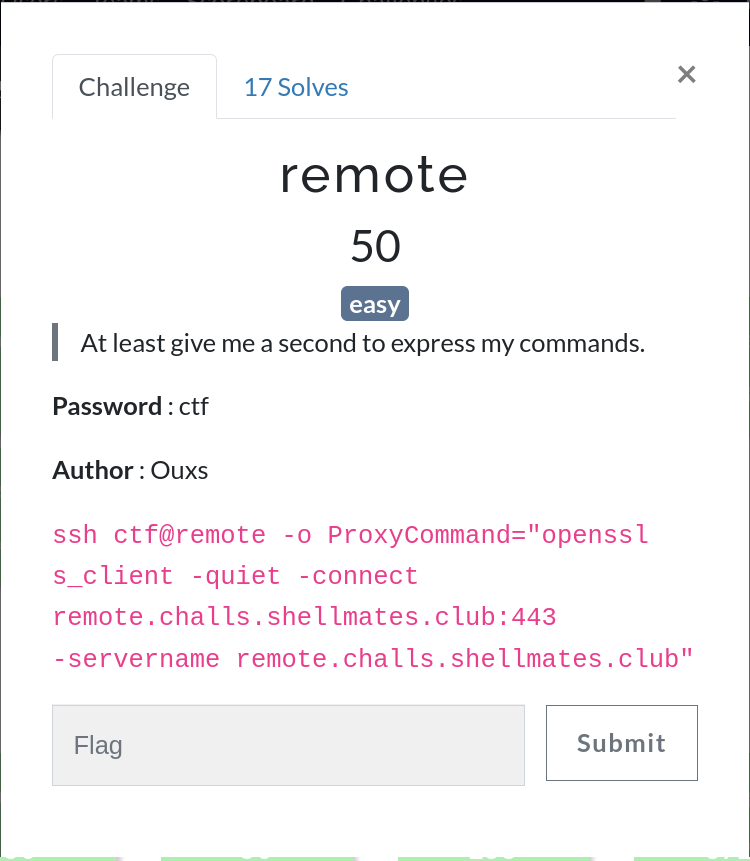 Challenge
17 Solves
×
remote
50
easy
At least give me a second to express my commands.
Password : ctf
Author : Ouxs
ssh ctf@remote -o ProxyCommand="openssl
s_client -quiet -connect
remote.challs.shellmates.club:443
-servername remote.challs.shellmates.club"
Flag
Submit